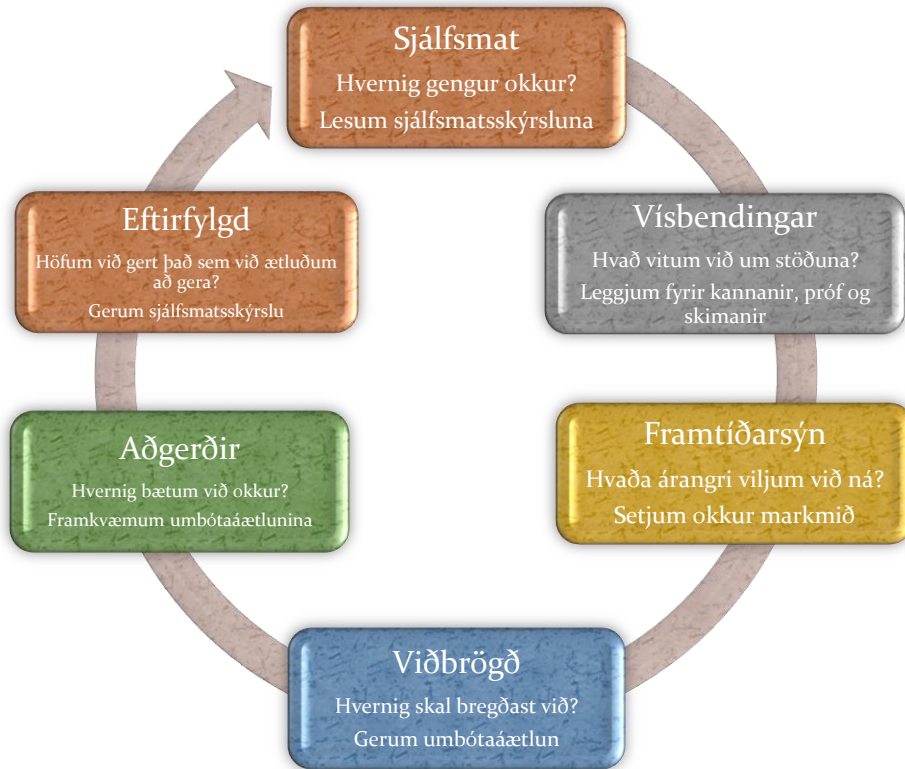 Sjálfsmat
Hvernig gengur okkur?
Lesum sjálfsmatsskýrsluna
Vísbendingar
Hvað vitum við um stöðuna?
Leggjum fyrir kannanir, próf og
skimanir
Framtíðarsýn
Hvaða árangri viljum við ná?
Setjum okkur markmið
Viðbrögð
Hvernig skal bregðast við?
Gerum umbótaáætlun
Aðgerðir
Hvernig bætum við okkur?
Framkvæmum umbótaáætlunina
Eftirfylgd
Höfum við gert það sem við ætluðum
að gera?
Gerum sjálfsmatsskýrslu